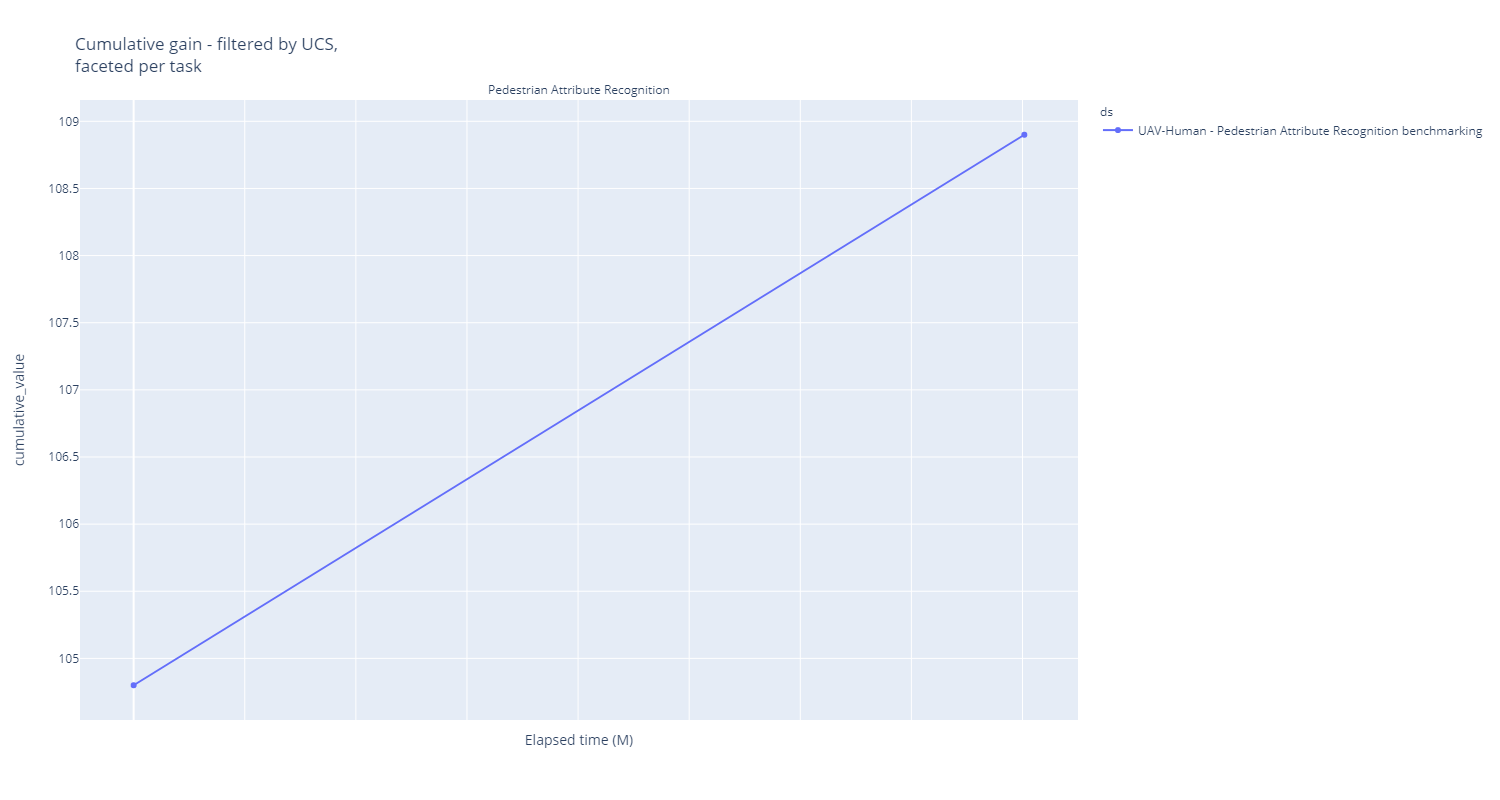 Cumulative gain - filtered by UCS,
faceted per task
Pedestrian Attribute Recognition
ds
UAV-Human - Pedestrian Attribute Recognition benchmarking
109
108.5
108
107.5
107
106.5
106
105.5
105
cumulative_value
Elapsed time (M)